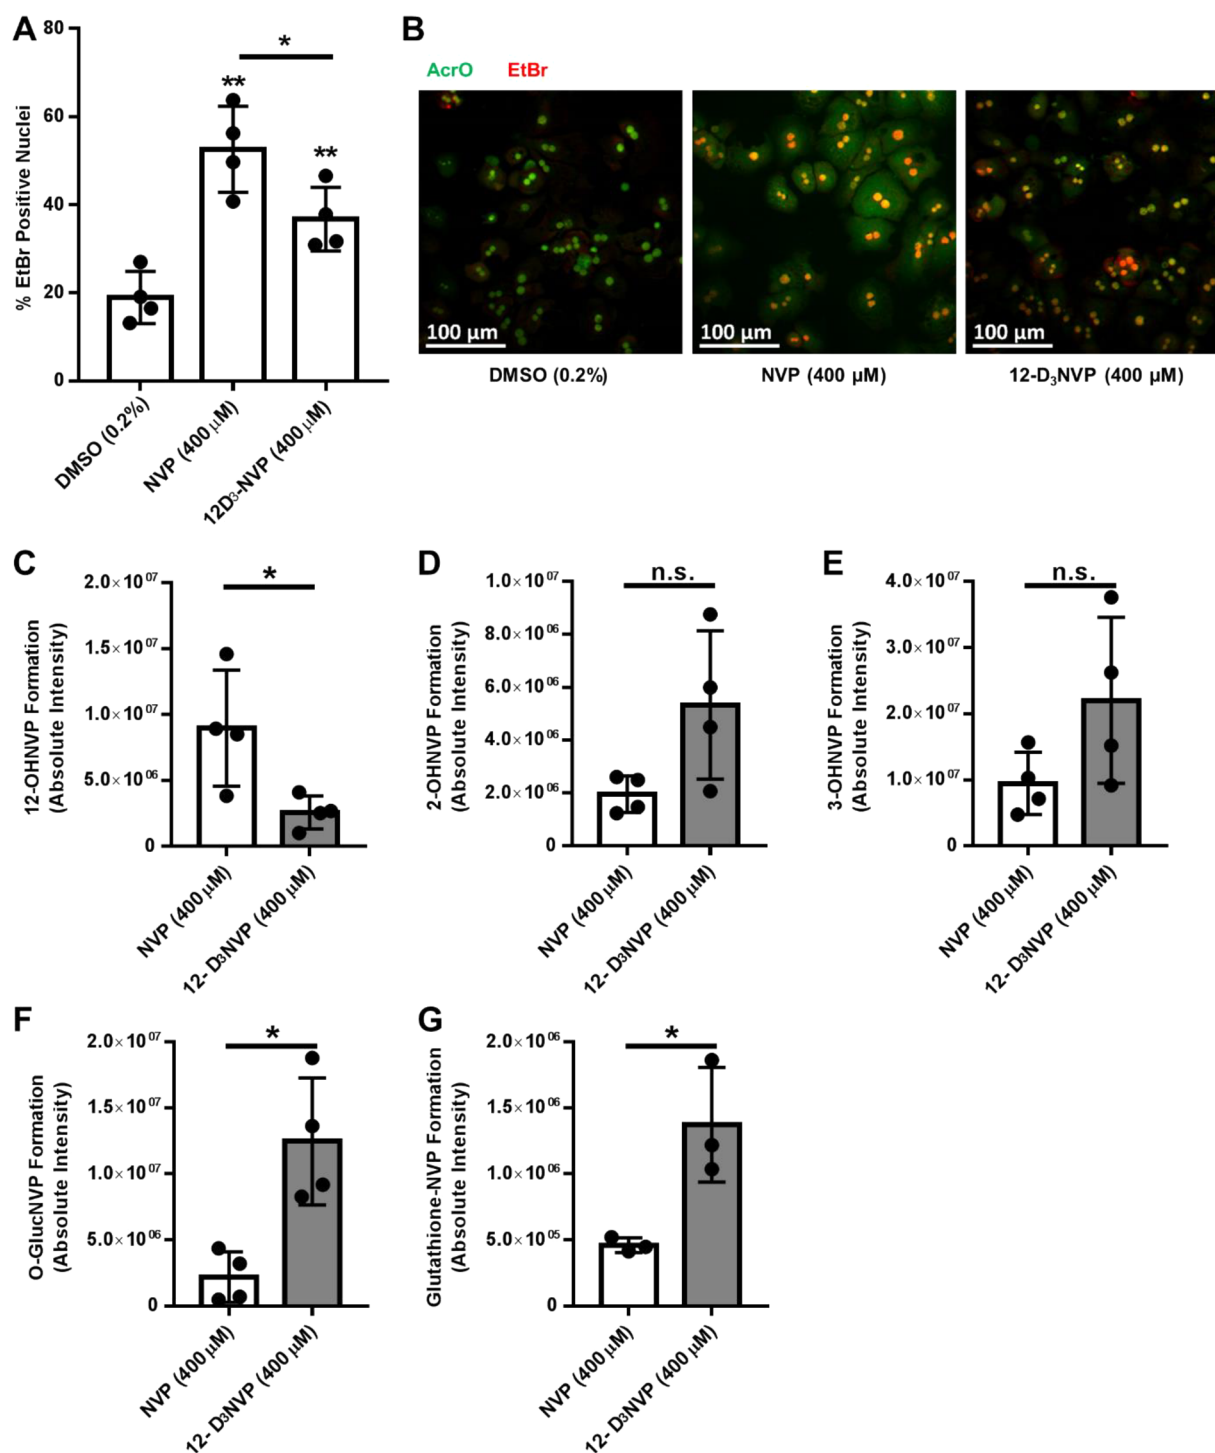 A
80
60
40
20
0
% EtBr Positive Nuclei
*
**
**
DMSO (0.2%)
NVP (400 μM)
12D₃-NVP (400 μM)
B
AcrO EtBr
100 μm
100 μm
100 μm
DMSO (0.2%)
NVP (400 μM)
12-D₃NVP (400 μM)
C
2.0× 10⁰⁷
1.5× 10⁰⁷
1.0× 10⁰⁷
5.0× 10⁰⁶
0
12-OHNVP Formation
(Absolute Intensity)
*
NVP (400 μM)
12- D₃NVP (400 μM)
D
1.0× 10⁰⁷
8.0× 10⁰⁶
6.0× 10⁰⁶
4.0× 10⁰⁶
2.0× 10⁰⁶
0
2-OHNVP Formation
(Absolute Intensity)
n.s.
NVP (400 μM)
12- D₃NVP (400 μM)
E
4.0× 10⁰⁷
3.0× 10⁰⁷
2.0× 10⁰⁷
1.0× 10⁰⁷
0
3-OHNVP Formation
(Absolute Intensity)
n.s.
NVP (400 μM)
12- D₃NVP (400 μM)
F
2.0× 10⁰⁷
1.5× 10⁰⁷
1.0× 10⁰⁷
5.0× 10⁰⁶
0
O-GlucNVP Formation
(Absolute Intensity)
*
NVP (400 μM)
12- D₃NVP (400 μM)
G
2.0× 10⁰⁶
1.5× 10⁰⁶
1.0× 10⁰⁶
5.0× 10⁰⁵
0
Glutathione-NVP Formation
(Absolute Intensity)
*
NVP (400 μM)
12- D₃NVP (400 μM)